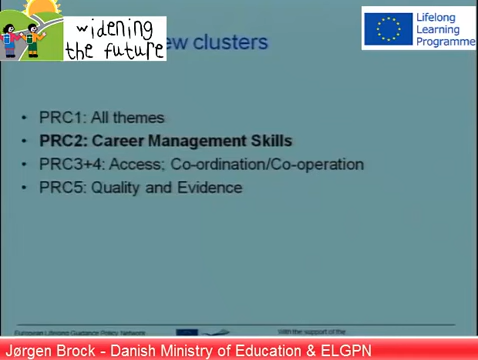 widening
the future
ew clusters
Lifelong
Learning
Programme
• PRC1: All themes
• PRC2: Career Management Skills
• PRC3+4: Access; Co-ordination/Co-operation
• PRC5: Quality and Evidence
European Lifelong Guidance Policy Network
With the support of the
Jørgen Brock - Danish Ministry of Education & ELGPN